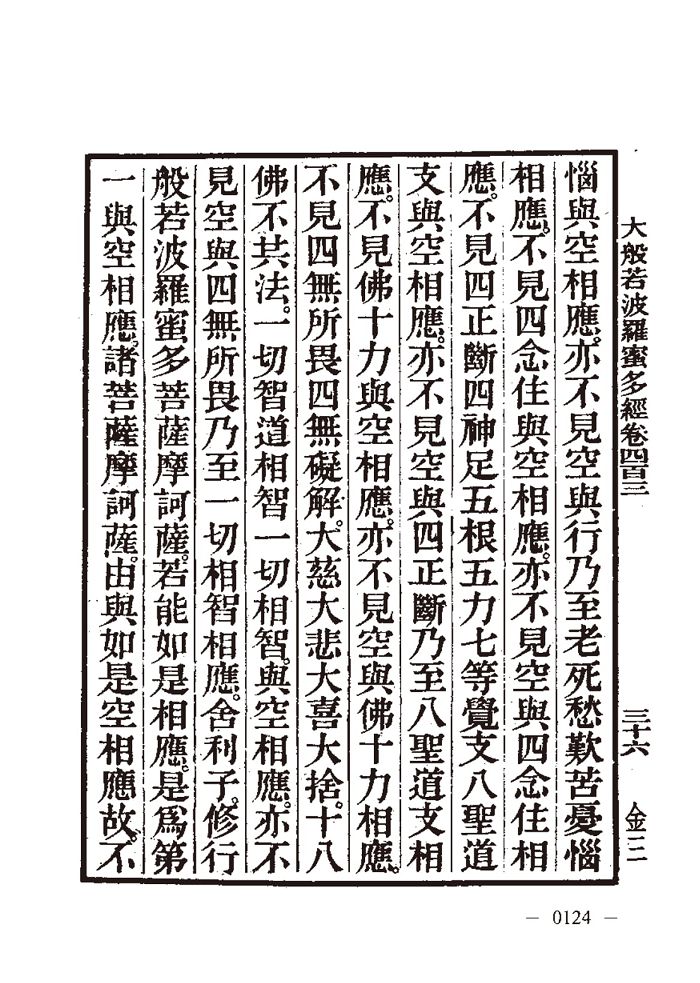 大般若波羅蜜多經卷四百三 三十六 金三
惱與空相應。亦不見空與行乃至老死愁歎苦憂惱
相應。不見四念住與空相應。亦不見空與四念住相
應。不見四正斷四神足五根五力七等覺支八聖道
支與空相應。亦不見空與四正斷乃至八聖道支相
應。不見佛十力與空相應。亦不見空與佛十力相應。
不見四無所畏四無礙解。大慈大悲大喜大捨。十八
佛不共法。一切智道相智一切相智。與空相應。亦不
見空與四無所畏乃至一切相智相應。舍利子。修行
般若波羅蜜多菩薩摩訶薩。若能如是相應。是爲第
一與空相應。諸菩薩摩訶薩。由與如是空相應故。不
— 0124 —